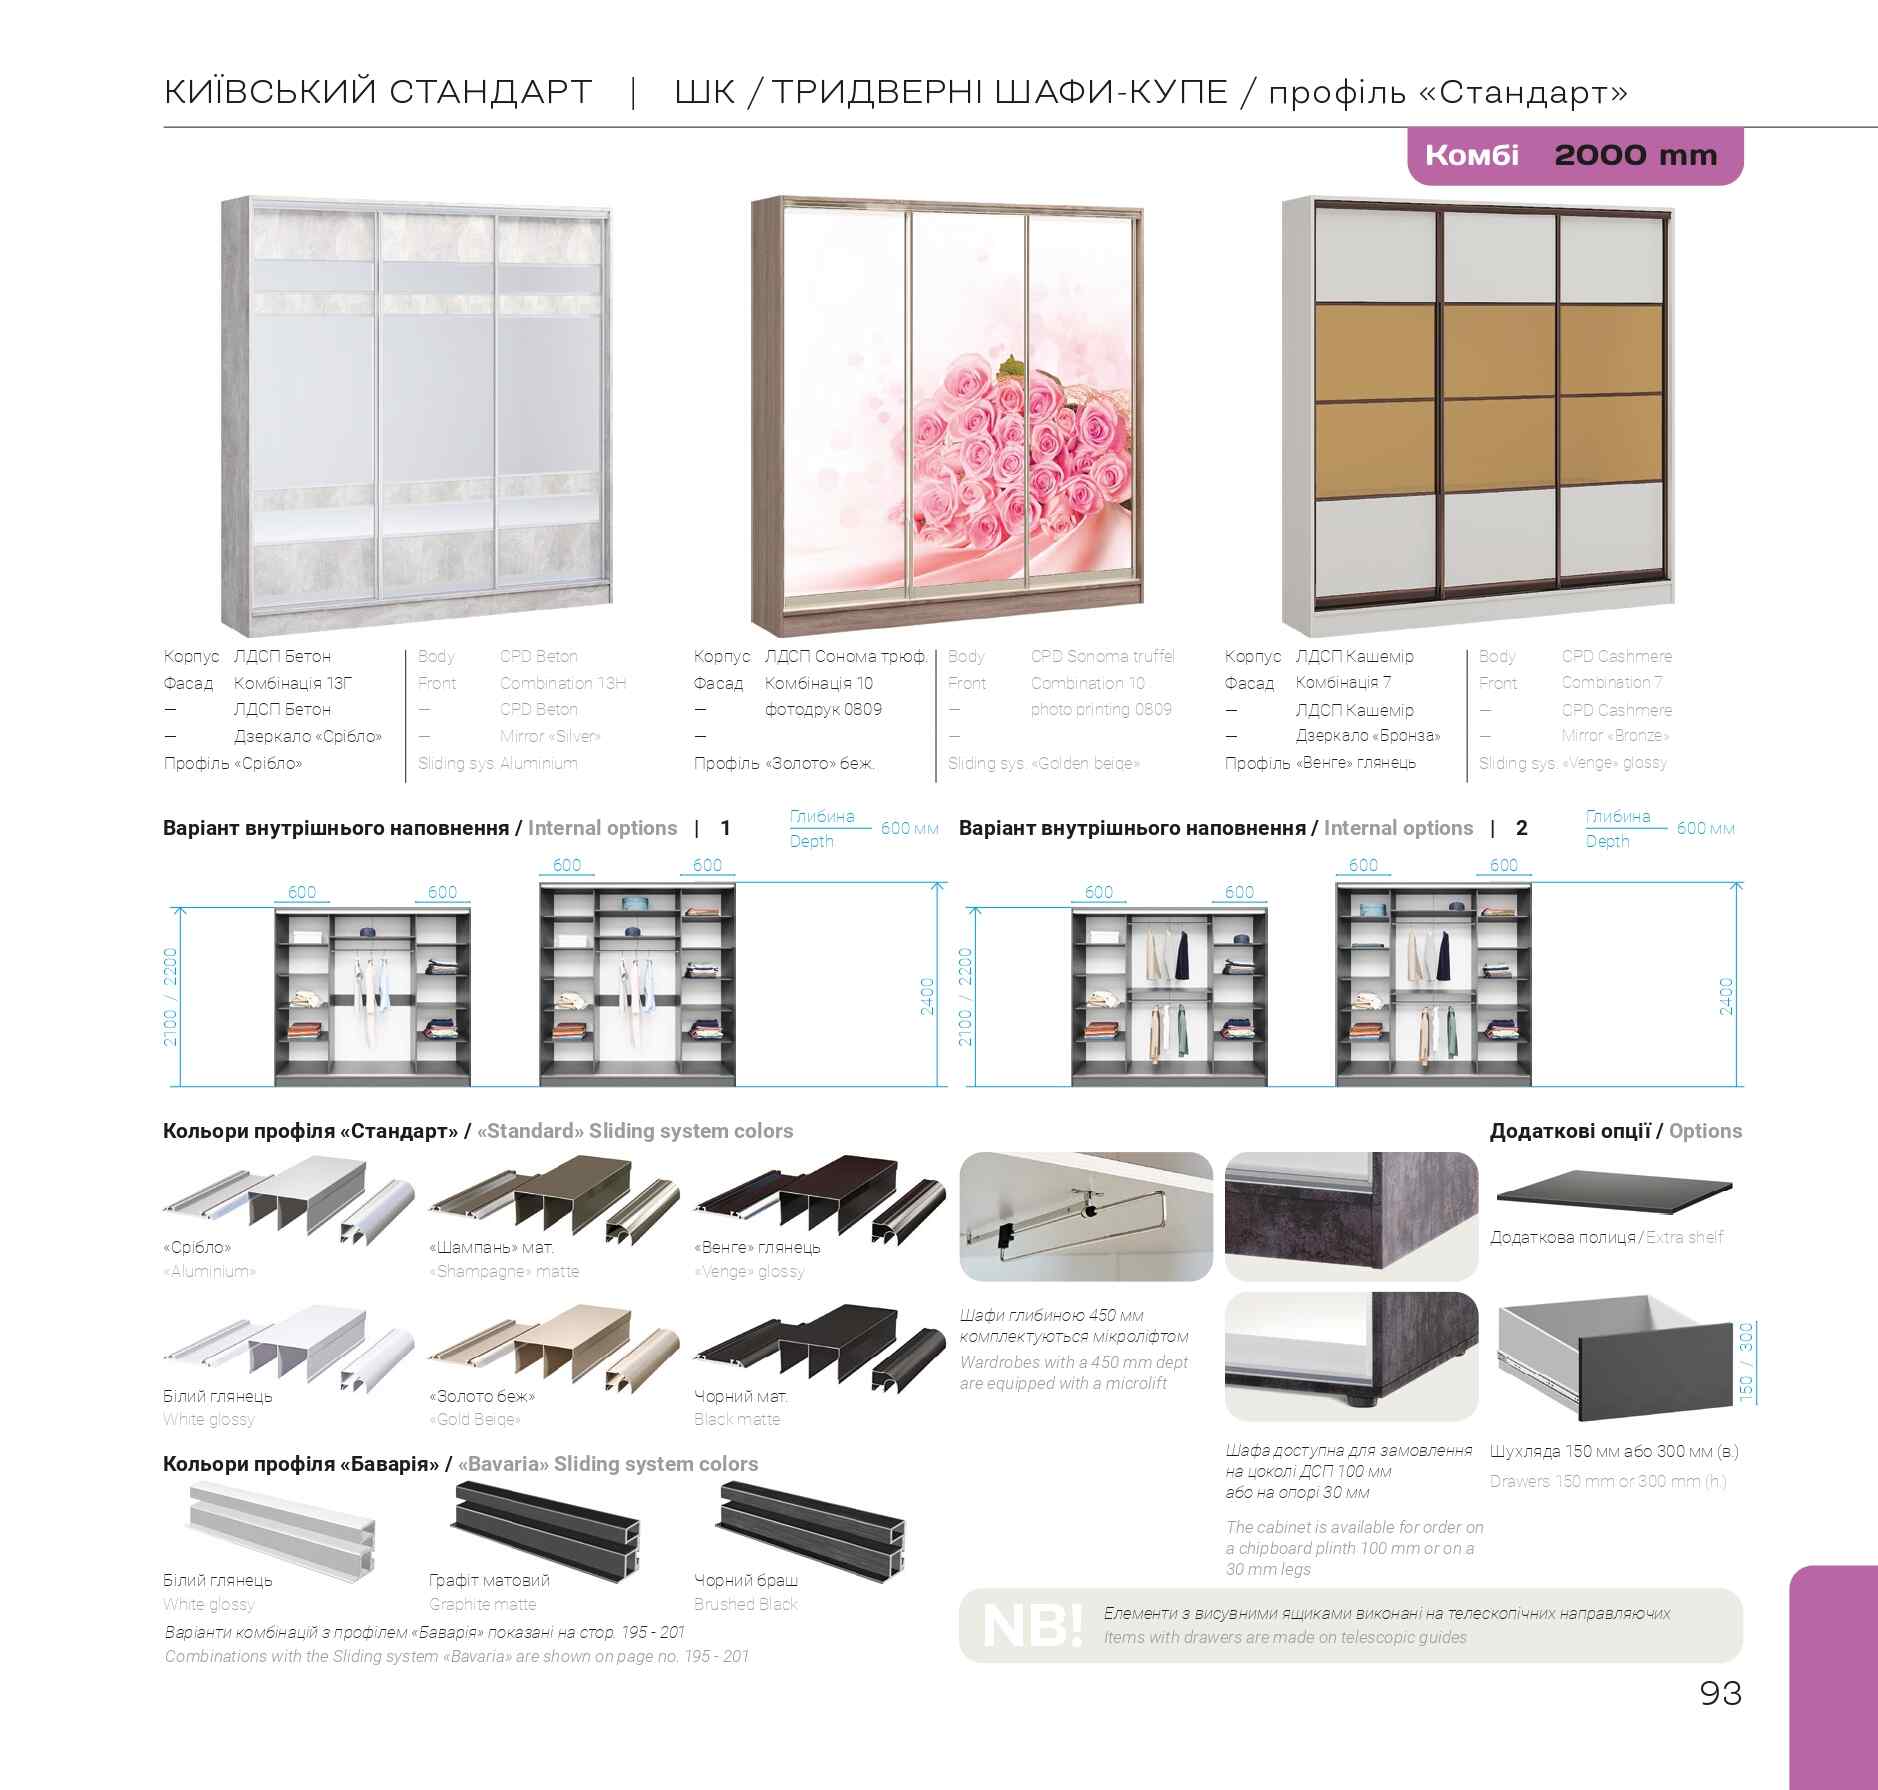 КИЇВСЬКИЙ СТАНДАРТ | ШК / ТРИДВЕРНІ ШАФИ-КУПЕ / профіль «Стандарт»
Комбі 2000 mm
Корпус ЛДСП Бетон
Фасад Комбінація 13Г
— ЛДСП Бетон
— Дзеркало «Срібло»
Профіль «Срібло»
Body CPD Beton
Front Combination 13H
— CPD Beton
— Mirror «Silver»
Sliding sys. Aluminium
Корпус ЛДСП Сонома трюф.
Фасад Комбінація 10
— фотодрук 0809
—
Профіль «Золото» беж.
Body CPD Sonoma truffel
Front Combination 10
— photo printing 0809
—
Sliding sys. «Golden beige»
Корпус ЛДСП Кашемір
Фасад Комбінація 7
— ЛДСП Кашемір
— Дзеркало «Бронза»
Профіль «Венге» глянець
Body CPD Cashmere
Front Combination 7
— CPD Cashmere
— Mirror «Bronze»
Sliding sys. «Venge» glossy
Варіант внутрішнього наповнення / Internal options | 1
Глибина
Depth
600 мм
600 600
600 600
2100 / 2200
2400
Варіант внутрішнього наповнення / Internal options | 2
Глибина
Depth
600 мм
600 600
600 600
2100 / 2200
2400
Кольори профіля «Стандарт» / «Standard» Sliding system colors
«Срібло»
«Aluminium»
«Шампань» мат.
«Shampagne» matte
«Венге» глянець
«Venge» glossy
Білий глянець
White glossy
«Золото беж»
«Gold Beige»
Чорний мат.
Black matte
Кольори профіля «Баварія» / «Bavaria» Sliding system colors
Білий глянець
White glossy
Графіт матовий
Graphite matte
Чорний браш
Brushed Black
Варіанти комбінацій з профілем «Баварія» показані на стор. 195 - 201
Combinations with the Sliding system «Bavaria» are shown on page no. 195 - 201
Шафи глибиною 450 мм
комплектуються мікроліфтом
Wardrobes with a 450 mm dept
are equipped with a microlift
Шафа доступна для замовлення
на цоколі ДСП 100 мм
або на опорі 30 мм
The cabinet is available for order on
a chipboard plinth 100 mm or on a
30 mm legs
Додаткові опції / Options
Додаткова полиця / Extra shelf
150 / 300
Шухляда 150 мм або 300 мм (в.)
Drawers 150 mm or 300 mm (h.)
NB!
Елементи з висувними ящиками виконані на телескопічних направляючих
Items with drawers are made on telescopic guides
93